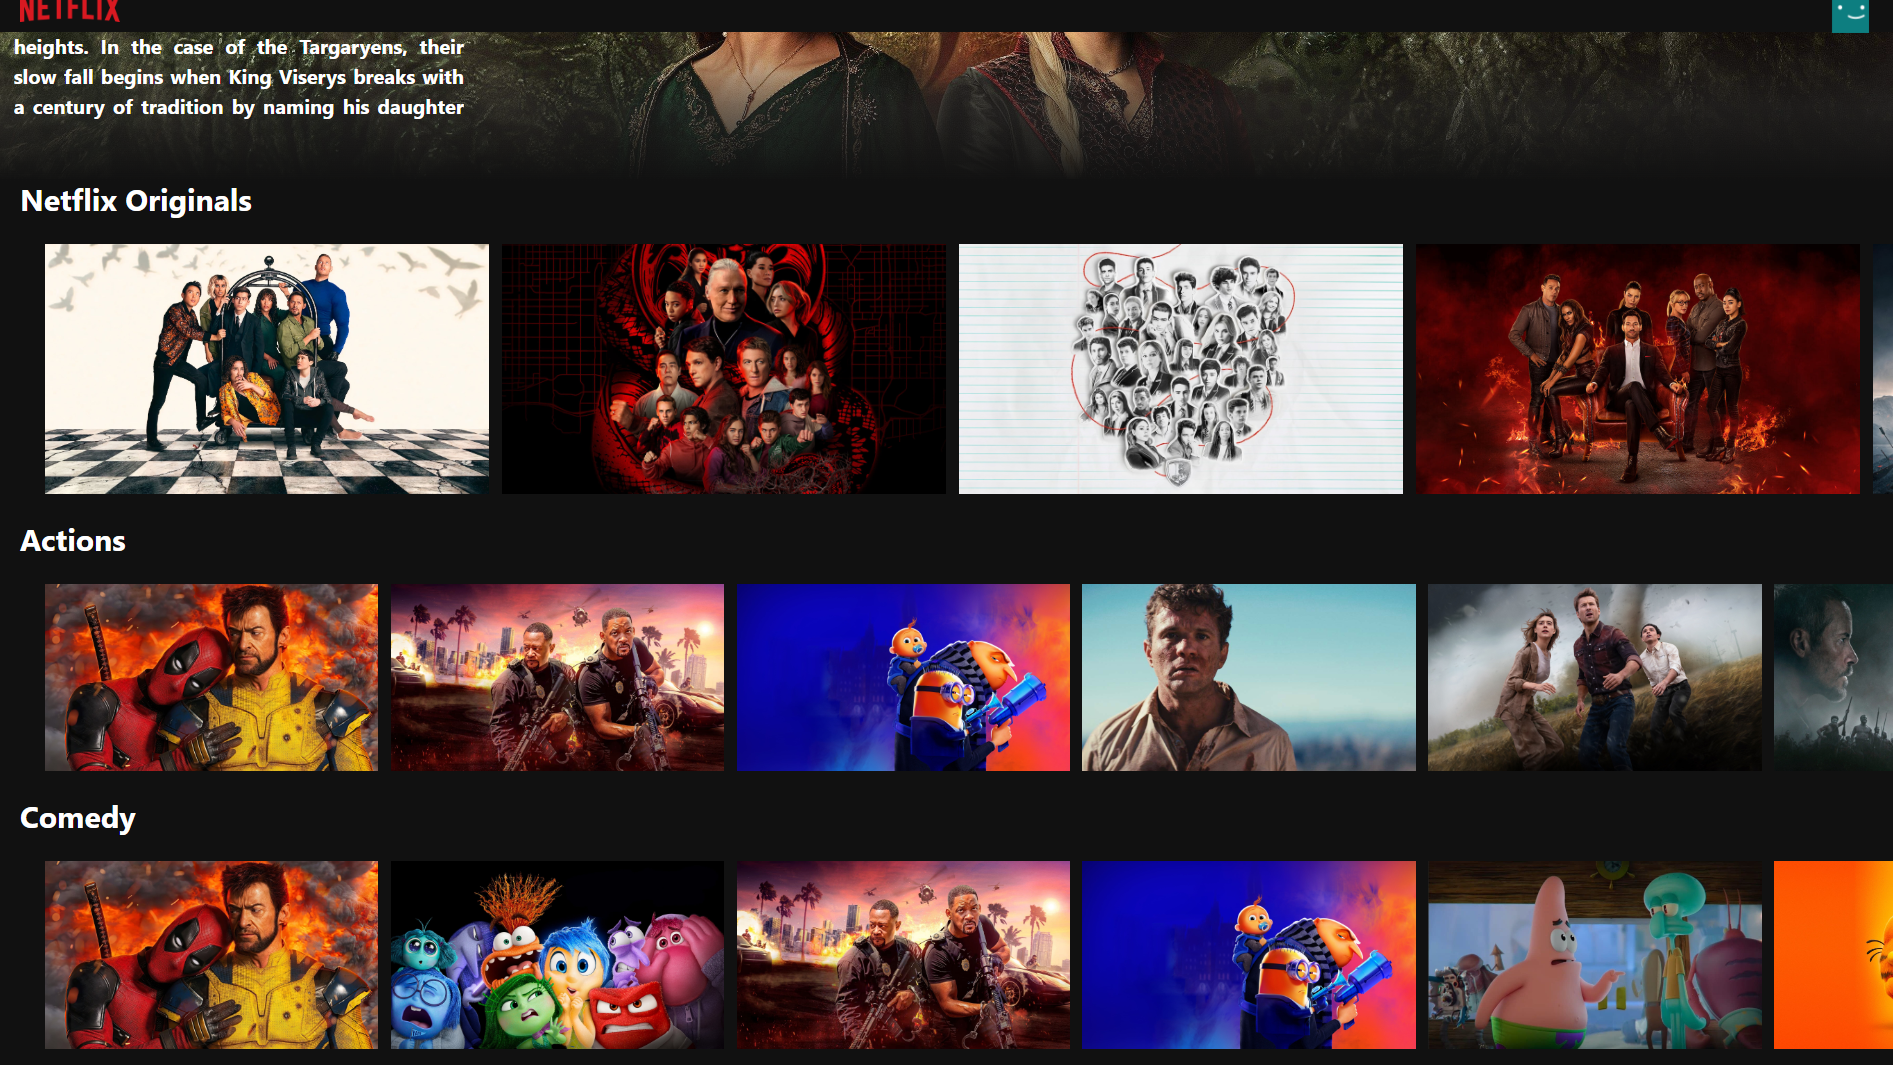 NETFLIX
heights. In the case of the Targaryens, their
slow fall begins when King Viserys breaks with
a century of tradition by naming his daughter
Netflix Originals
Actions
Comedy